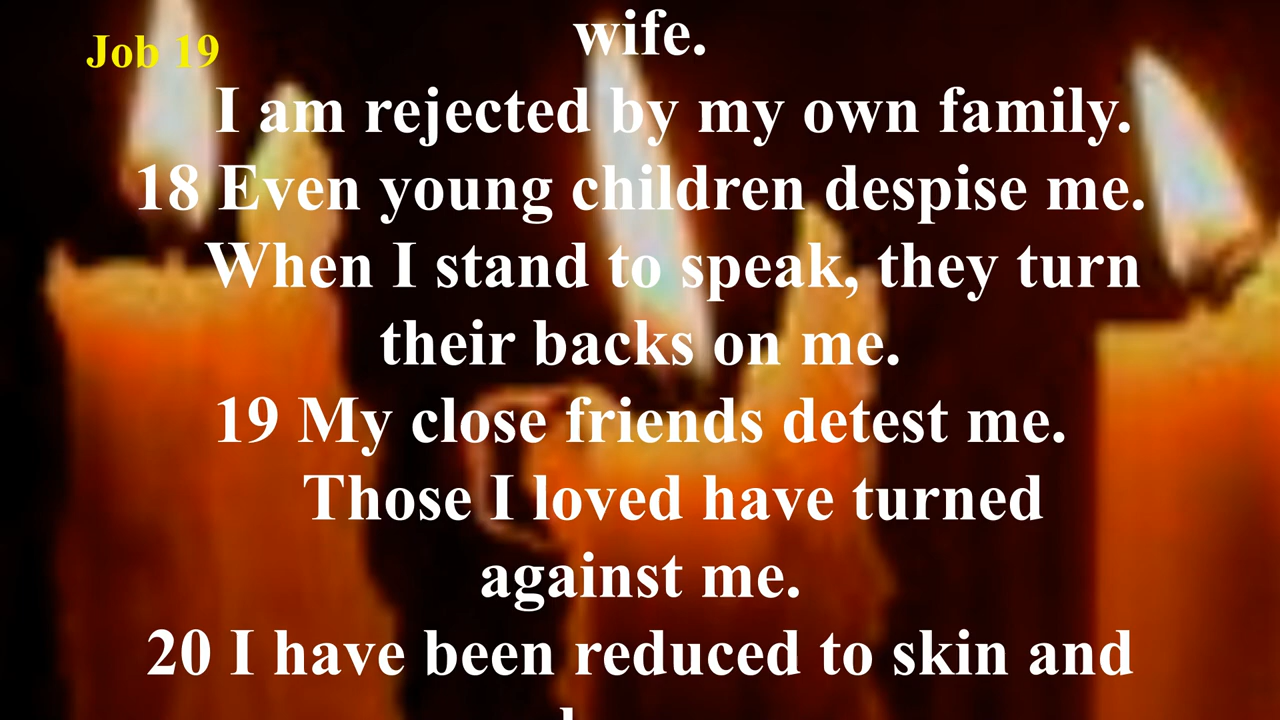 Job 19
wife.
I am rejected by my own family.
18 Even young children despise me.
When I stand to speak, they turn
their backs on me.
19 My close friends detest me.
Those I loved have turned
against me.
20 I have been reduced to skin and